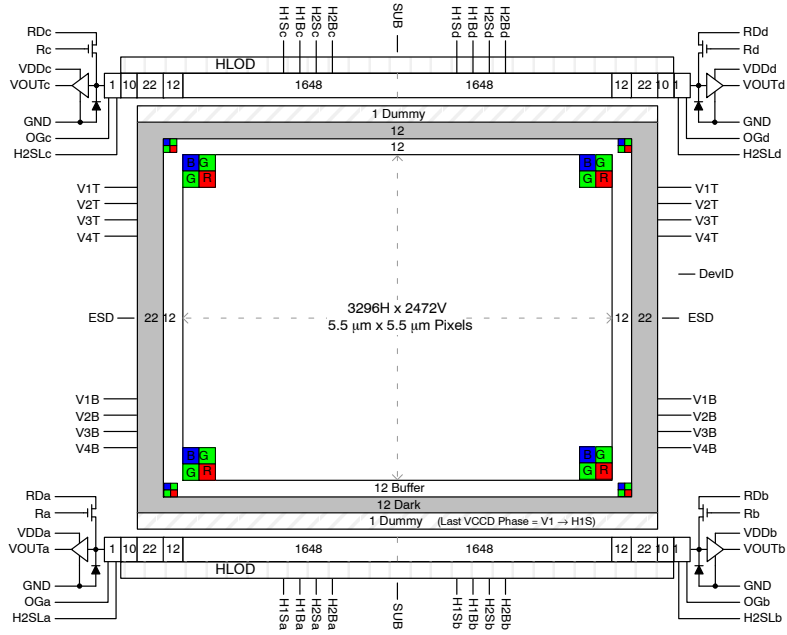 H1Sc
H1Bc
H2Sc
H2Bc
SUB
H1Sd
H1Bd
H2Sd
H2Bd
RDc
Rc
VDDc
VOUTc
GND
OGc
H2SLc
HLOD
1 10 22 12 1648 1648 12 22 10 1
RDd
Rd
VDDd
VOUTd
GND
OGd
H2SLd
1 Dummy
12
12
B G
G R
B G
G R
V1T
V2T
V3T
V4T
V1T
V2T
V3T
V4T
DevID
ESD
22 12
3296H x 2472V
5.5 μm x 5.5 μm Pixels
12 22
ESD
V1B
V2B
V3B
V4B
V1B
V2B
V3B
V4B
B G
G R
B G
G R
12 Buffer
12 Dark
1 Dummy (Last VCCD Phase = V1 → H1S)
RDa
Ra
VDDa
VOUTa
GND
OGa
H2SLa
1 10 22 12 1648 1648 12 22 10 1
HLOD
RDb
Rb
VDDb
VOUTb
GND
OGb
H2SLb
H1Sa
H1Ba
H2Sa
H2Ba
SUB
H1Sb
H1Bb
H2Sb
H2Bb